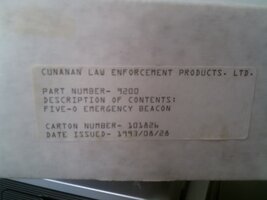 CUNANAN LAW ENFORCEMENT PRODUCTS. LTD.
PART NUMBER- 9200
DESCRIPTION OF CONTENTS:
FIVE-O EMERGENCY BEACON
CARTON NUMBER- 101826
DATE ISSUED- 1993/08/28